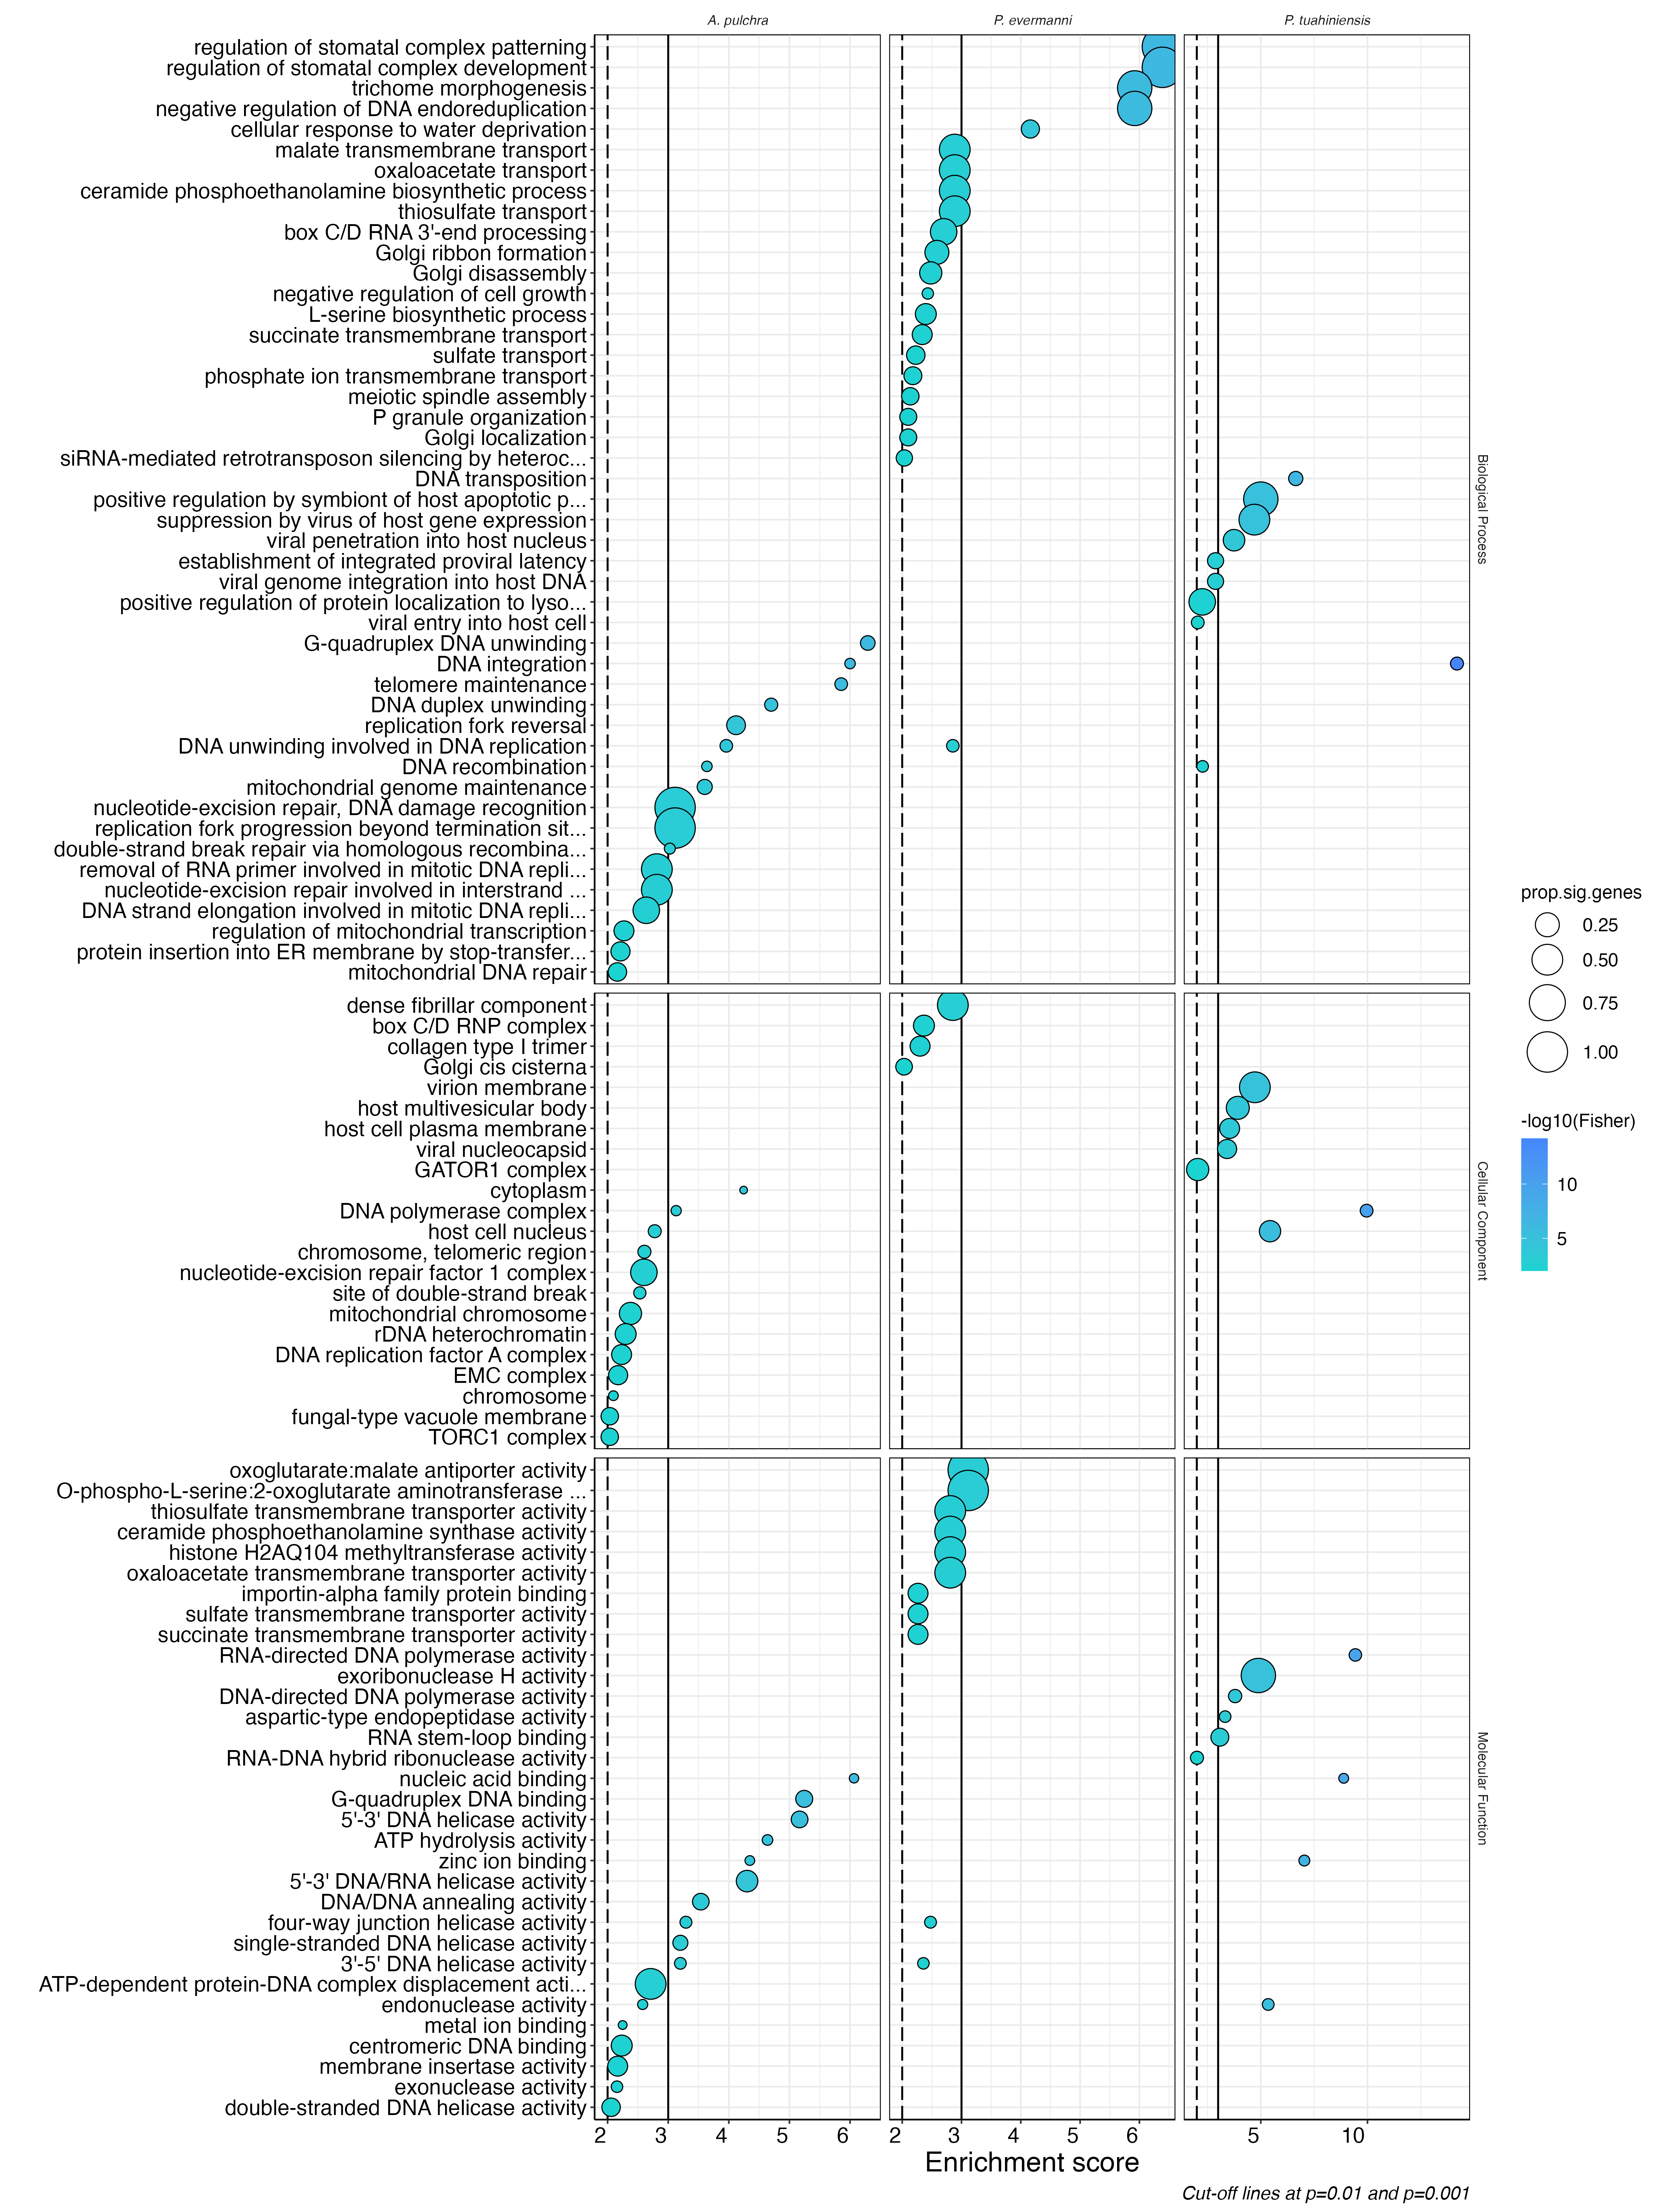 A. pulchra
P. evermanni
P. tuahiniensis
regulation of stomatal complex patterning
regulation of stomatal complex development
trichome morphogenesis
negative regulation of DNA endoreduplication
cellular response to water deprivation
malate transmembrane transport
oxaloacetate transport
ceramide phosphoethanolamine biosynthetic process
thiosulfate transport
box C/D RNA 3'-end processing
Golgi ribbon formation
Golgi disassembly
negative regulation of cell growth
L-serine biosynthetic process
succinate transmembrane transport
sulfate transport
phosphate ion transmembrane transport
meiotic spindle assembly
P granule organization
Golgi localization
siRNA-mediated retrotransposon silencing by heteroc...
DNA transposition
positive regulation by symbiont of host apoptotic p...
suppression by virus of host gene expression
viral penetration into host nucleus
establishment of integrated proviral latency
viral genome integration into host DNA
positive regulation of protein localization to lyso...
viral entry into host cell
G-quadruplex DNA unwinding
DNA integration
telomere maintenance
DNA duplex unwinding
replication fork reversal
DNA unwinding involved in DNA replication
DNA recombination
mitochondrial genome maintenance
nucleotide-excision repair, DNA damage recognition
replication fork progression beyond termination sit...
double-strand break repair via homologous recombina...
removal of RNA primer involved in mitotic DNA repli...
nucleotide-excision repair involved in interstrand ...
DNA strand elongation involved in mitotic DNA repli...
regulation of mitochondrial transcription
protein insertion into ER membrane by stop-transfer...
mitochondrial DNA repair
Biological Process
dense fibrillar component
box C/D RNP complex
collagen type I trimer
Golgi cis cisterna
virion membrane
host multivesicular body
host cell plasma membrane
viral nucleocapsid
GATOR1 complex
cytoplasm
DNA polymerase complex
host cell nucleus
chromosome, telomeric region
nucleotide-excision repair factor 1 complex
site of double-strand break
mitochondrial chromosome
rDNA heterochromatin
DNA replication factor A complex
EMC complex
chromosome
fungal-type vacuole membrane
TORC1 complex
Cellular Component
oxoglutarate:malate antiporter activity
O-phospho-L-serine:2-oxoglutarate aminotransferase ...
thiosulfate transmembrane transporter activity
ceramide phosphoethanolamine synthase activity
histone H2AQ104 methyltransferase activity
oxaloacetate transmembrane transporter activity
importin-alpha family protein binding
sulfate transmembrane transporter activity
succinate transmembrane transporter activity
RNA-directed DNA polymerase activity
exoribonuclease H activity
DNA-directed DNA polymerase activity
aspartic-type endopeptidase activity
RNA stem-loop binding
RNA-DNA hybrid ribonuclease activity
nucleic acid binding
G-quadruplex DNA binding
5'-3' DNA helicase activity
ATP hydrolysis activity
zinc ion binding
5'-3' DNA/RNA helicase activity
DNA/DNA annealing activity
four-way junction helicase activity
single-stranded DNA helicase activity
3'-5' DNA helicase activity
ATP-dependent protein-DNA complex displacement acti...
endonuclease activity
metal ion binding
centromeric DNA binding
membrane insertase activity
exonuclease activity
double-stranded DNA helicase activity
Molecular Function
2 3 4 5 6
2 3 4 5 6
5 10
Enrichment score
Cut-off lines at p=0.01 and p=0.001
prop.sig.genes
0.25
0.50
0.75
1.00
-log10(Fisher)
10
5